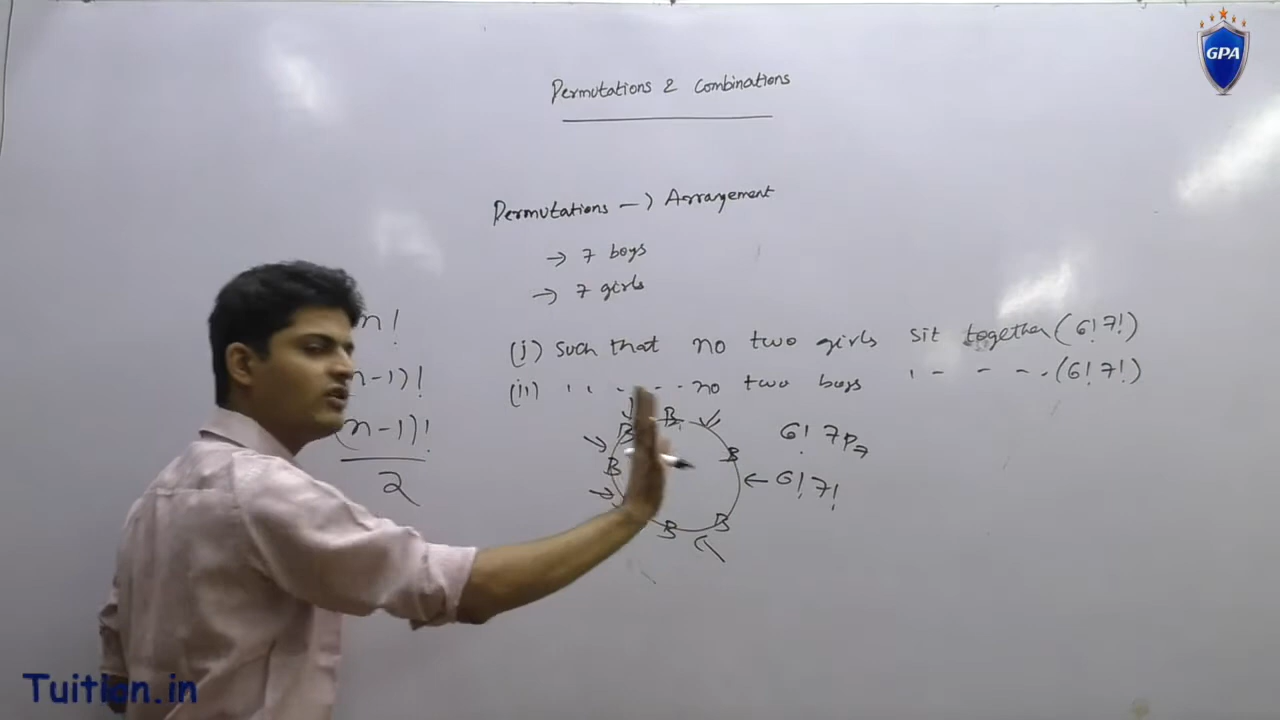 GPA
Permutations & Combinations
Permutations -> Arrangement
-> 7 boys
-> 7 girls
n!
(n-1)!
(n-1)!
2
(i) Such that no two girls sit together (6! 7!)
(ii) '' '' - - - no two boys ' - - - - . (6! 7!)
B
B
B
B
B
B
6! 7P7
<- 6! 7!
Tuition.in